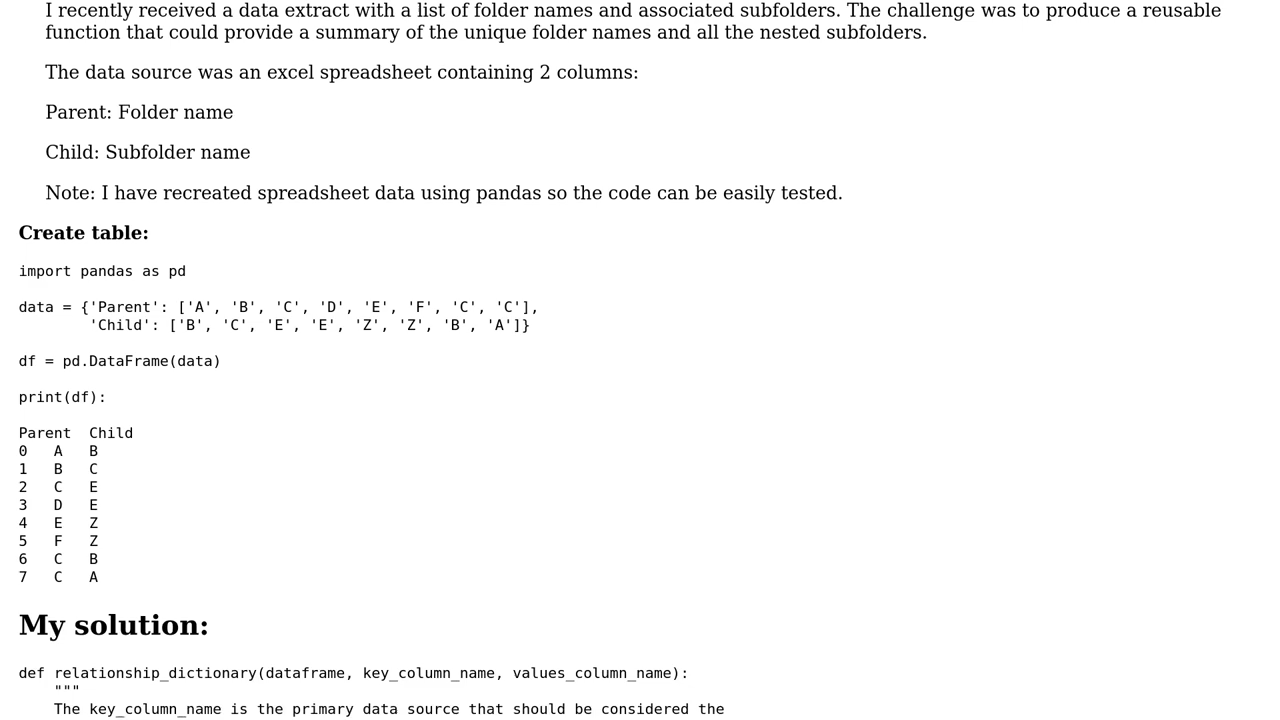 I recently received a data extract with a list of folder names and associated subfolders. The challenge was to produce a reusable
function that could provide a summary of the unique folder names and all the nested subfolders.
The data source was an excel spreadsheet containing 2 columns:
Parent: Folder name
Child: Subfolder name
Note: I have recreated spreadsheet data using pandas so the code can be easily tested.
Create table:
import pandas as pd
data = {'Parent': ['A', 'B', 'C', 'D', 'E', 'F', 'C', 'C'],
'Child': ['B', 'C', 'E', 'E', 'Z', 'Z', 'B', 'A']}
df = pd.DataFrame(data)
print(df):
Parent  Child
0   A   B
1   B   C
2   C   E
3   D   E
4   E   Z
5   F   Z
6   C   B
7   C   A
My solution:
def relationship_dictionary(dataframe, key_column_name, values_column_name):
"""
The key_column_name is the primary data source that should be considered the